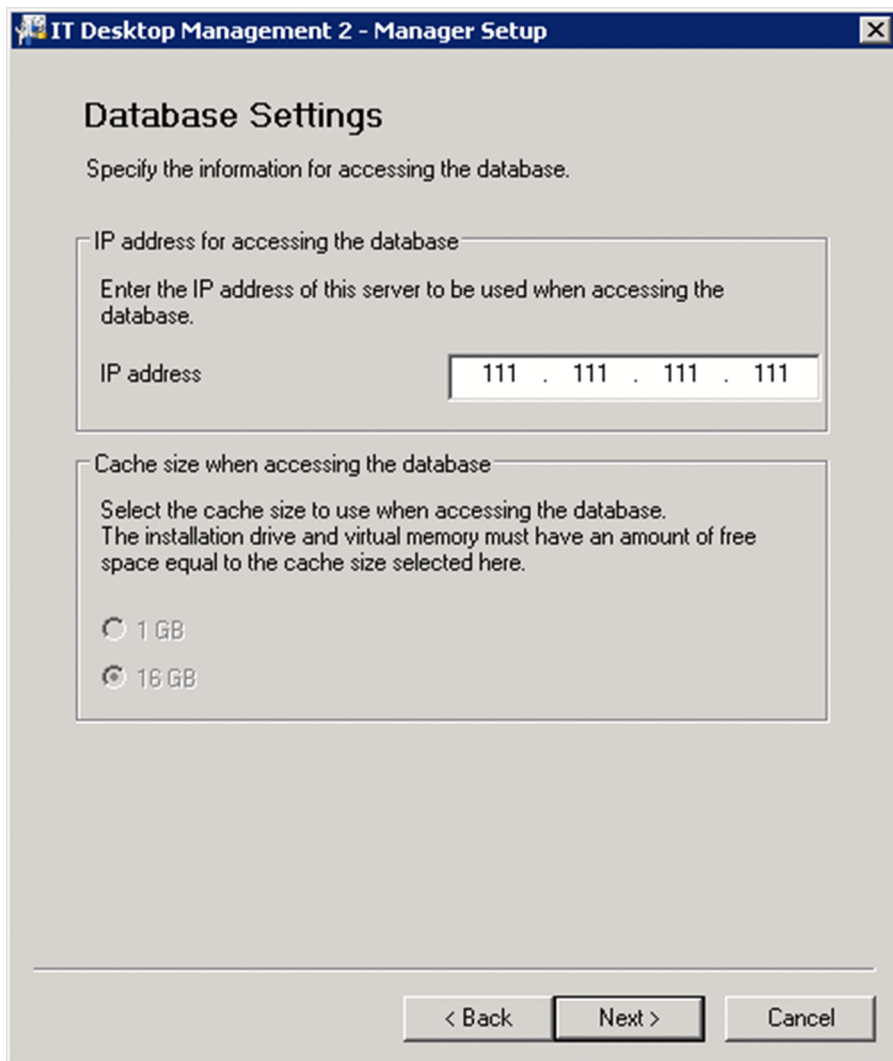 IT Desktop Management 2 - Manager Setup
Database Settings
Specify the information for accessing the database.
IP address for accessing the database
Enter the IP address of this server to be used when accessing the
database.
IP address 111 . 111 . 111 . 111
Cache size when accessing the database
Select the cache size to use when accessing the database.
The installation drive and virtual memory must have an amount of free
space equal to the cache size selected here.
1 GB
16 GB
< Back Next > Cancel